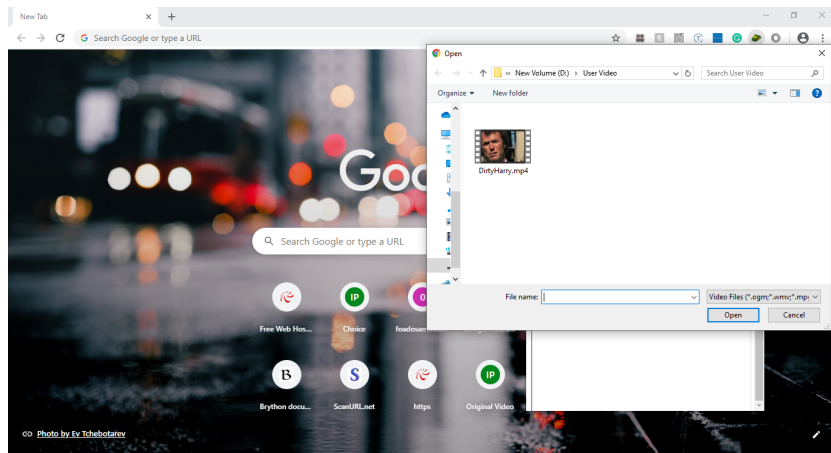 New Tab
Search Google or type a URL
Open
« New Volume (D:) > User Video
Search User Video
Organize
New folder
DirtyHarry.mp4
Goo
Search Google or type a URL
File name:
Video Files (*.ogm;*.wmv;*.mp
Open
Cancel
IP
0
Free Web Hos...
Choice
foadosan
B
S
IP
Brython docu...
ScanURL.net
https
Original Video
Photo by Ev Tchebotarev